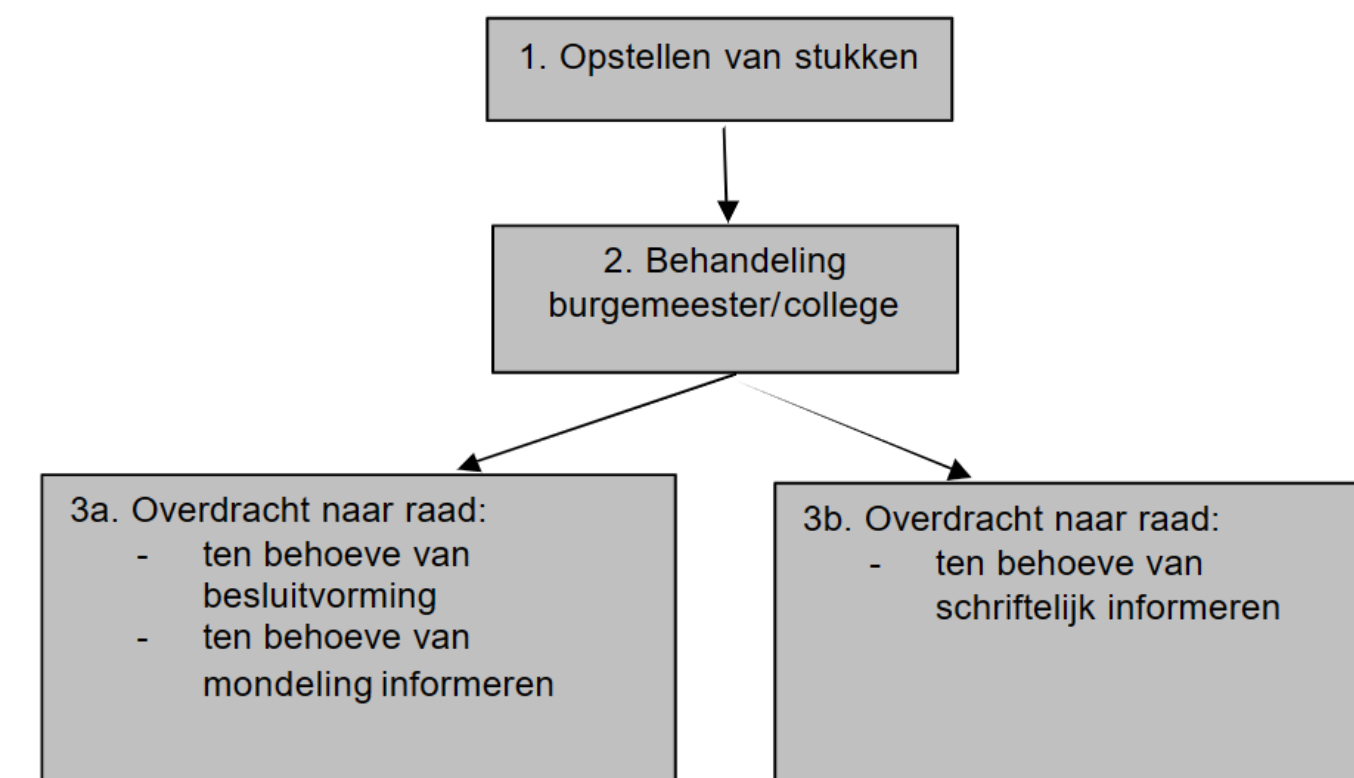 1. Opstellen van stukken
2. Behandeling
burgemeester/college
3a. Overdracht naar raad:
- ten behoeve van
besluitvorming
- ten behoeve van
mondeling informeren
3b. Overdracht naar raad:
- ten behoeve van
schriftelijk informeren